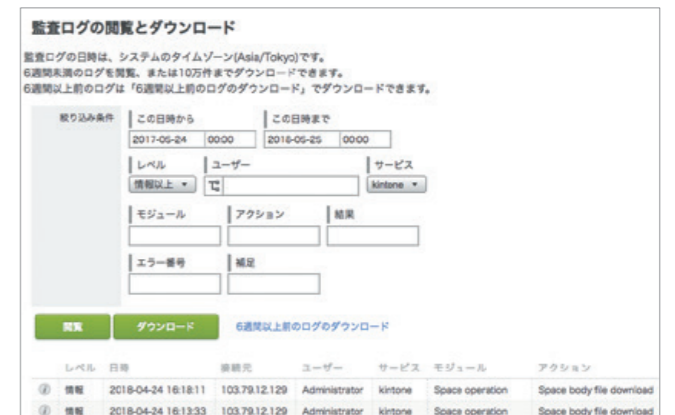 監査ログの閲覧とダウンロード
監査ログの日時は、システムのタイムゾーン(Asia/Tokyo)です。
6週間未満のログを閲覧、または10万件までダウンロードできます。
6週間以上前のログは「6週間以上前のログのダウンロード」でダウンロードできます。
絞り込み条件 この日時から この日時まで
2017-05-24 00:00 2018-05-25 00:00
レベル ユーザー サービス
情報以上 kintone
モジュール アクション 結果
エラー番号 補足
閲覧 ダウンロード 6週間以上前のログのダウンロード
レベル 日時 接続元 ユーザー サービス モジュール アクション
情報 2018-04-24 16:18:11 103.79.12.129 Administrator kintone Space operation Space body file download
情報 2018-04-24 16:13:33 103.79.12.129 Administrator kintone Space operation Space body file download